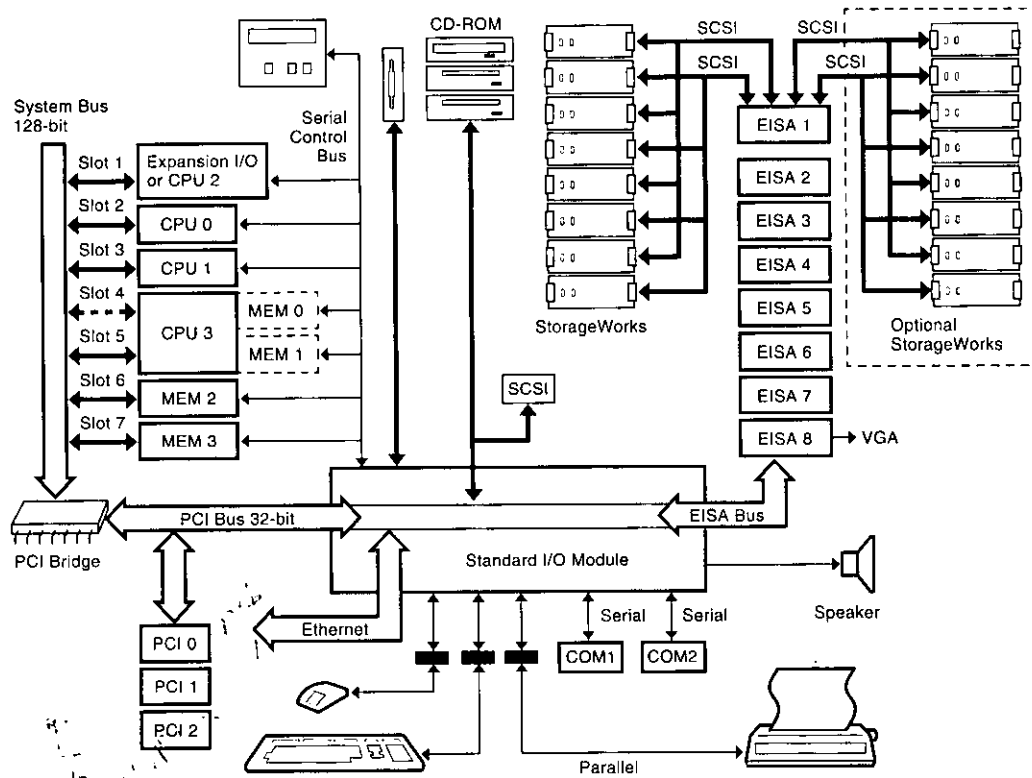 CD-ROM
SCSI
SCSI
SCSI
SCSI
System Bus
128-bit
Serial
Control
Bus
Slot 1
Expansion I/O
or CPU 2
Slot 2
CPU 0
Slot 3
CPU 1
Slot 4
CPU 3
MEM 0
Slot 5
MEM 1
Slot 6
MEM 2
Slot 7
MEM 3
EISA 1
EISA 2
EISA 3
EISA 4
EISA 5
EISA 6
EISA 7
EISA 8
VGA
StorageWorks
Optional
StorageWorks
SCSI
PCI Bus 32-bit
EISA Bus
PCI Bridge
Standard I/O Module
Speaker
Ethernet
Serial
Serial
PCI 0
PCI 1
PCI 2
COM1
COM2
Parallel